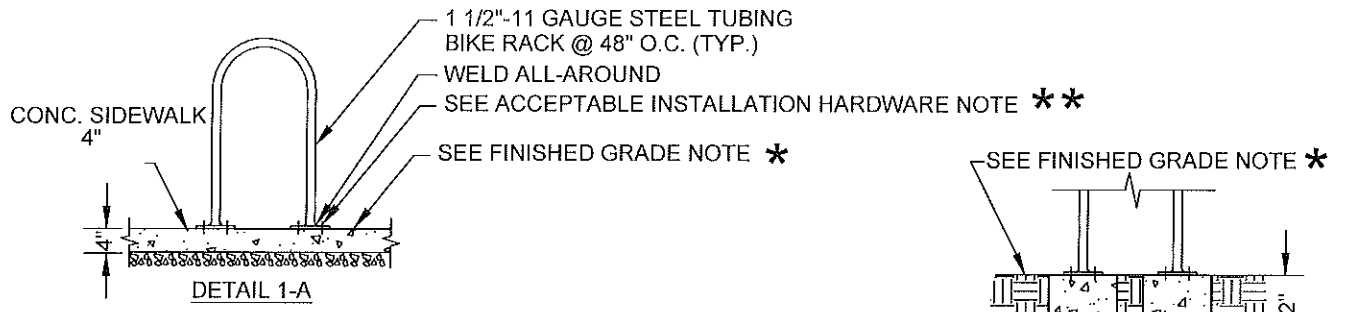 1 1/2"-11 GAUGE STEEL TUBING
BIKE RACK @ 48" O.C. (TYP.)
WELD ALL-AROUND
SEE ACCEPTABLE INSTALLATION HARDWARE NOTE **
CONC. SIDEWALK
4"
SEE FINISHED GRADE NOTE *
SEE FINISHED GRADE NOTE *
4"
DETAIL 1-A